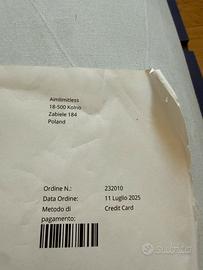 Aimlimitless
18-500 Kolno
Zabiele 184
Poland
Ordine N.: 232010
Data Ordine: 11 Luglio 2025
Metodo di Credit Card
pagamento:
Subito